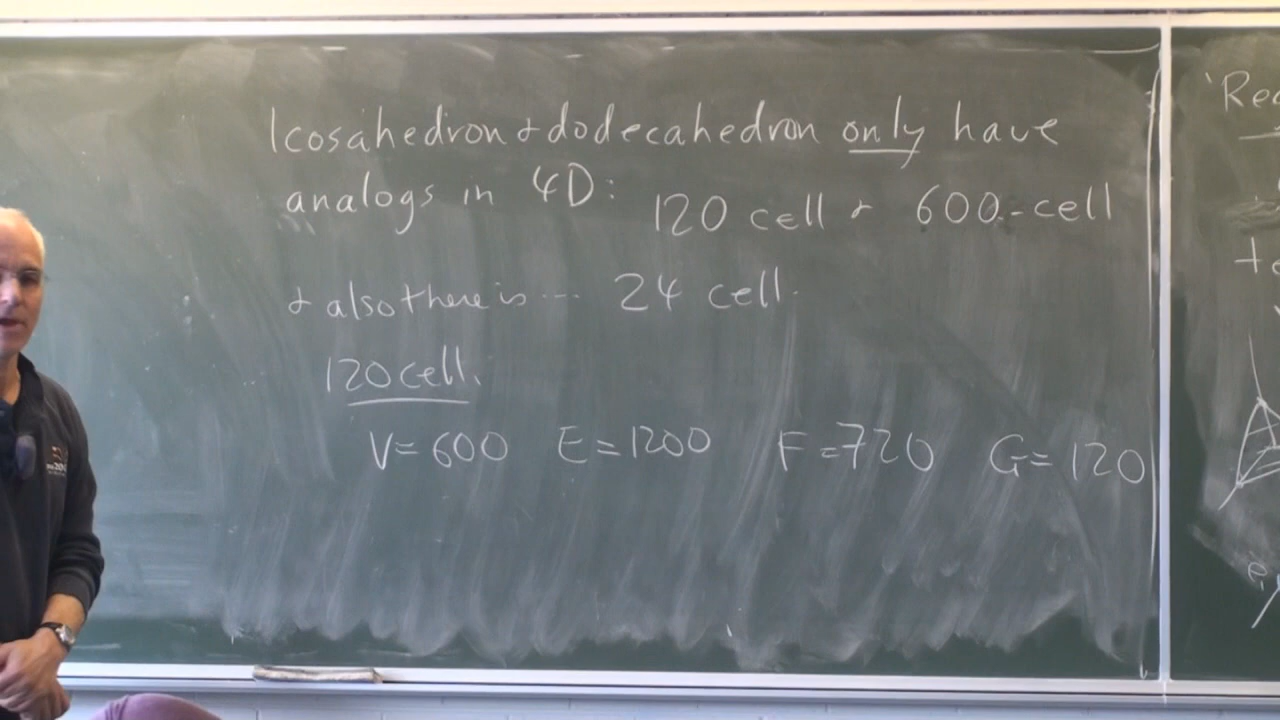 Icosahedron & dodecahedron only have
analogs in 4D: 120 cell & 600-cell
& also there is ... 24 cell.
120 cell.
V=600 E=1200 F=720 G=120